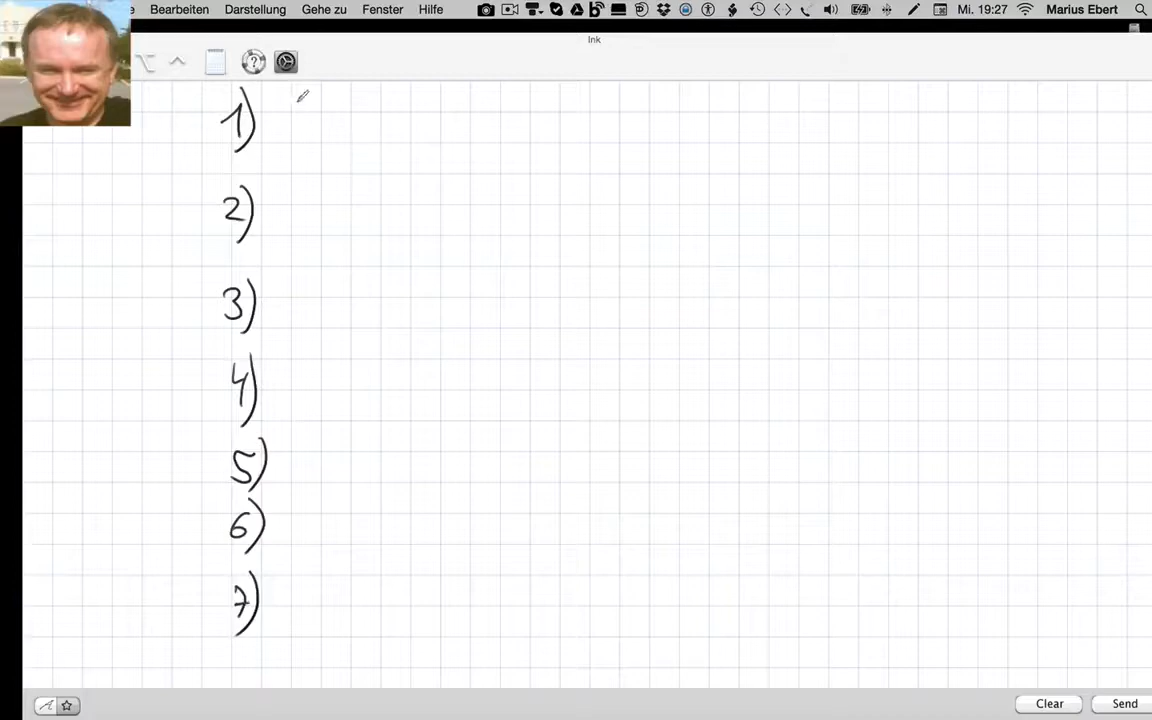 Bearbeiten Darstellung Gehe zu Fenster Hilfe Mi. 19:27 Marius Ebert
Ink
?
1)
2)
3)
4)
5)
6)
7)
Clear Send